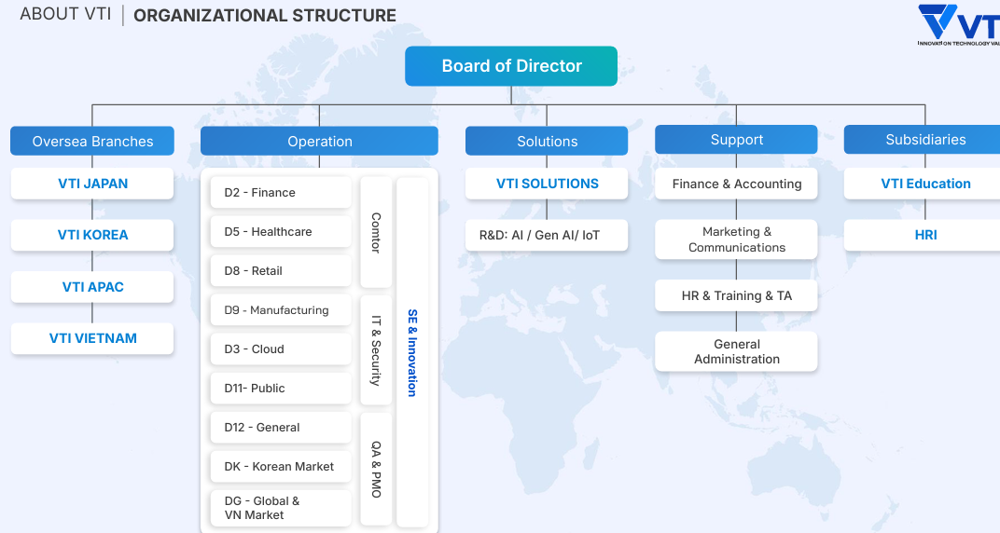 ABOUT VTI | ORGANIZATIONAL STRUCTURE
VTI
INNOVATION TECHNOLOGY
Board of Director
Oversea Branches
VTI JAPAN
VTI KOREA
VTI APAC
VTI VIETNAM
Operation
D2 - Finance
D5 - Healthcare
D8 - Retail
D9 - Manufacturing
D3 - Cloud
D11- Public
D12 - General
DK - Korean Market
DG - Global &
VN Market
Comtor
IT & Security
QA & PMO
SE & Innovation
Solutions
VTI SOLUTIONS
R&D: AI / Gen AI/ IoT
Support
Finance & Accounting
Marketing &
Communications
HR & Training & TA
General
Administration
Subsidiaries
VTI Education
HRI